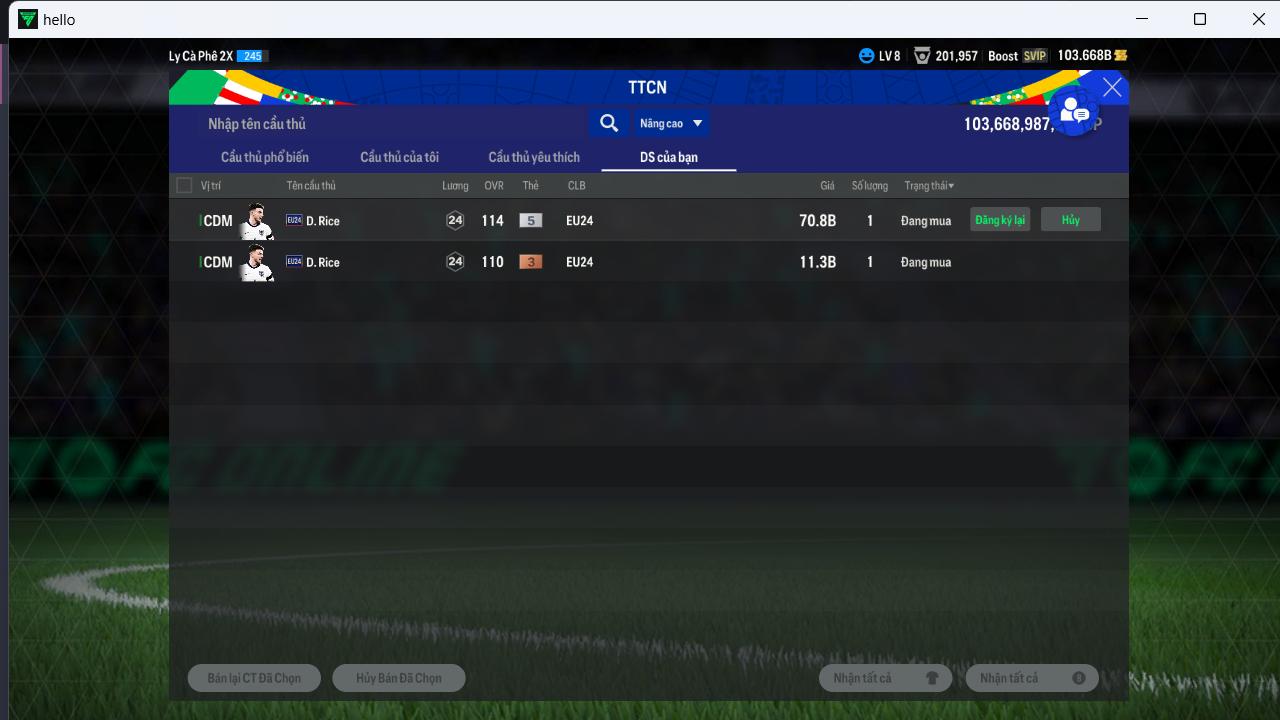 hello
Ly Cà Phê 2X 245 LV 8 201,957 Boost SVIP 103.668B
TTCN
Nhập tên cầu thủ Nâng cao 103,668,987,
Cầu thủ phổ biến Cầu thủ của tôi Cầu thủ yêu thích DS của bạn
Vị trí Tên cầu thủ Lương OVR Thẻ CLB Giá Số lượng Trạng thái▾
CDM EU24 D. Rice 24 114 5 EU24 70.8B 1 Đang mua Đăng ký lại Hủy
CDM EU24 D. Rice 24 110 3 EU24 11.3B 1 Đang mua
FC ONLINE
Bán lại CT Đã Chọn Hủy Bán Đã Chọn Nhận tất cả Nhận tất cả